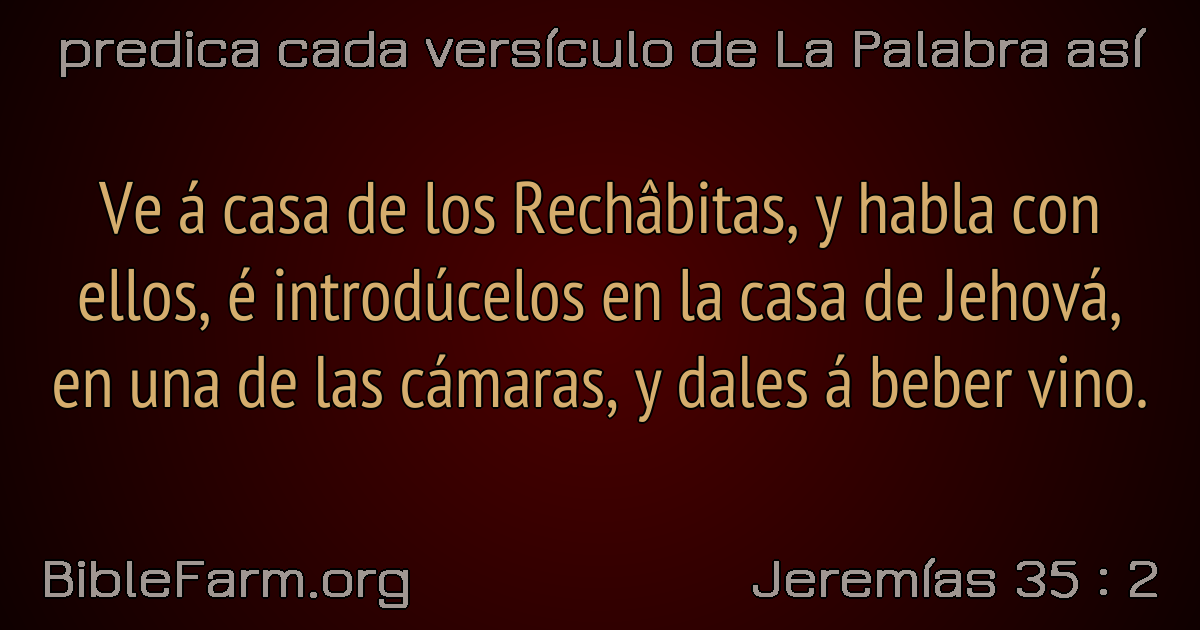 predica cada versículo de La Palabra así
Ve á casa de los Rechâbitas, y habla con
ellos, é introdúcelos en la casa de Jehová,
en una de las cámaras, y dales á beber vino.
BibleFarm.org
Jeremías 35 : 2